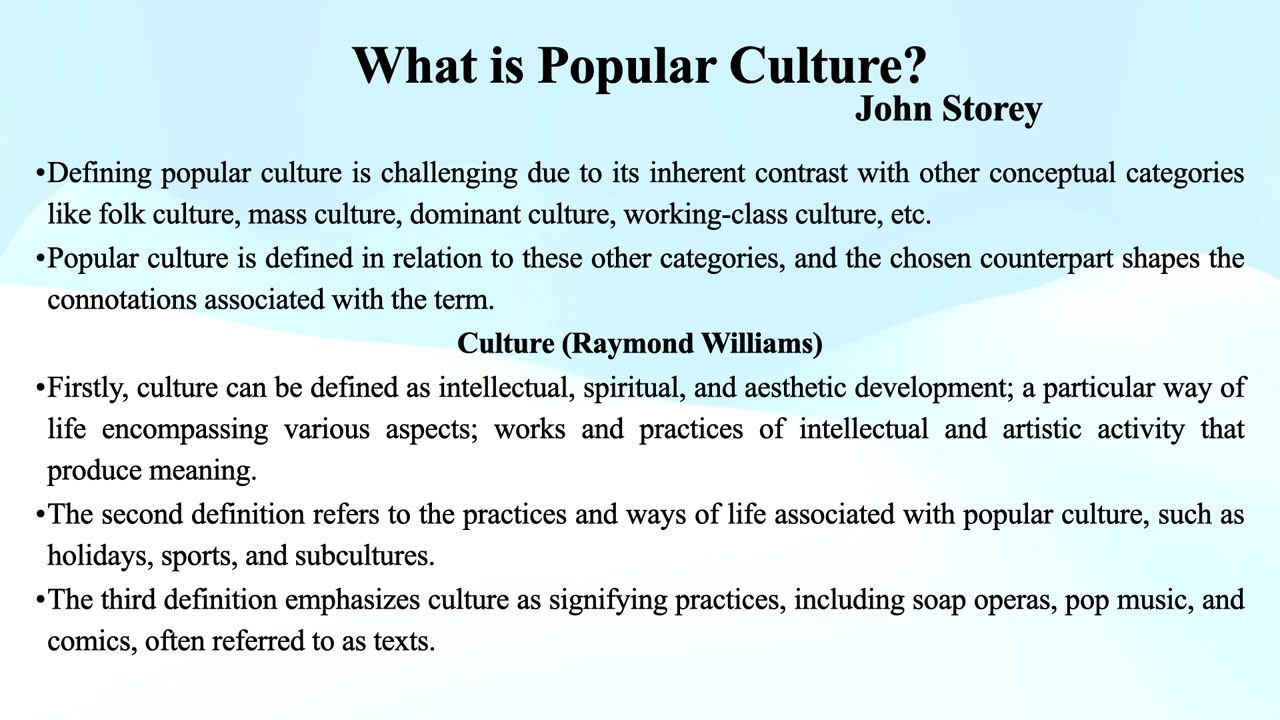 What is Popular Culture?
John Storey
•Defining popular culture is challenging due to its inherent contrast with other conceptual categories
like folk culture, mass culture, dominant culture, working-class culture, etc.
•Popular culture is defined in relation to these other categories, and the chosen counterpart shapes the
connotations associated with the term.
Culture (Raymond Williams)
•Firstly, culture can be defined as intellectual, spiritual, and aesthetic development; a particular way of
life encompassing various aspects; works and practices of intellectual and artistic activity that
produce meaning.
•The second definition refers to the practices and ways of life associated with popular culture, such as
holidays, sports, and subcultures.
•The third definition emphasizes culture as signifying practices, including soap operas, pop music, and
comics, often referred to as texts.